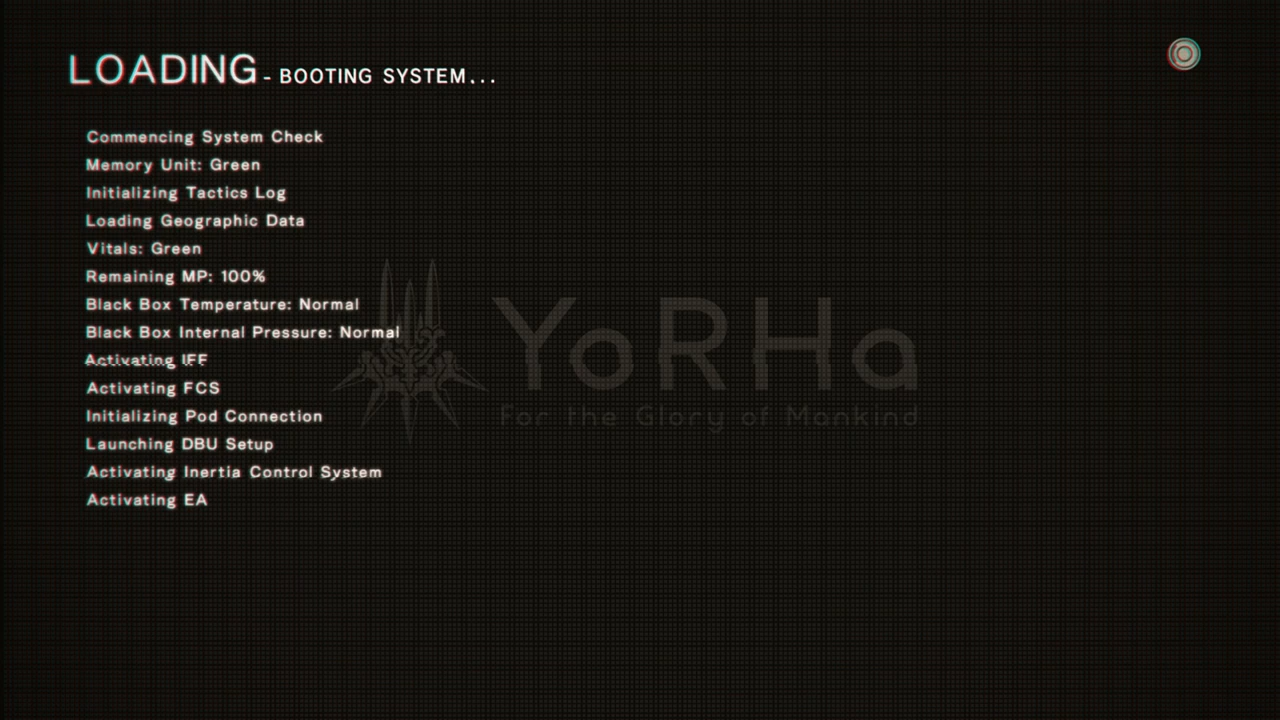 LOADING - BOOTING SYSTEM...
Commencing System Check
Memory Unit: Green
Initializing Tactics Log
Loading Geographic Data
Vitals: Green
Remaining MP: 100%
Black Box Temperature: Normal
Black Box Internal Pressure: Normal
Activating IFF
Activating FCS
Initializing Pod Connection
Launching DBU Setup
Activating Inertia Control System
Activating EA
YoRHa
For the Glory of Mankind